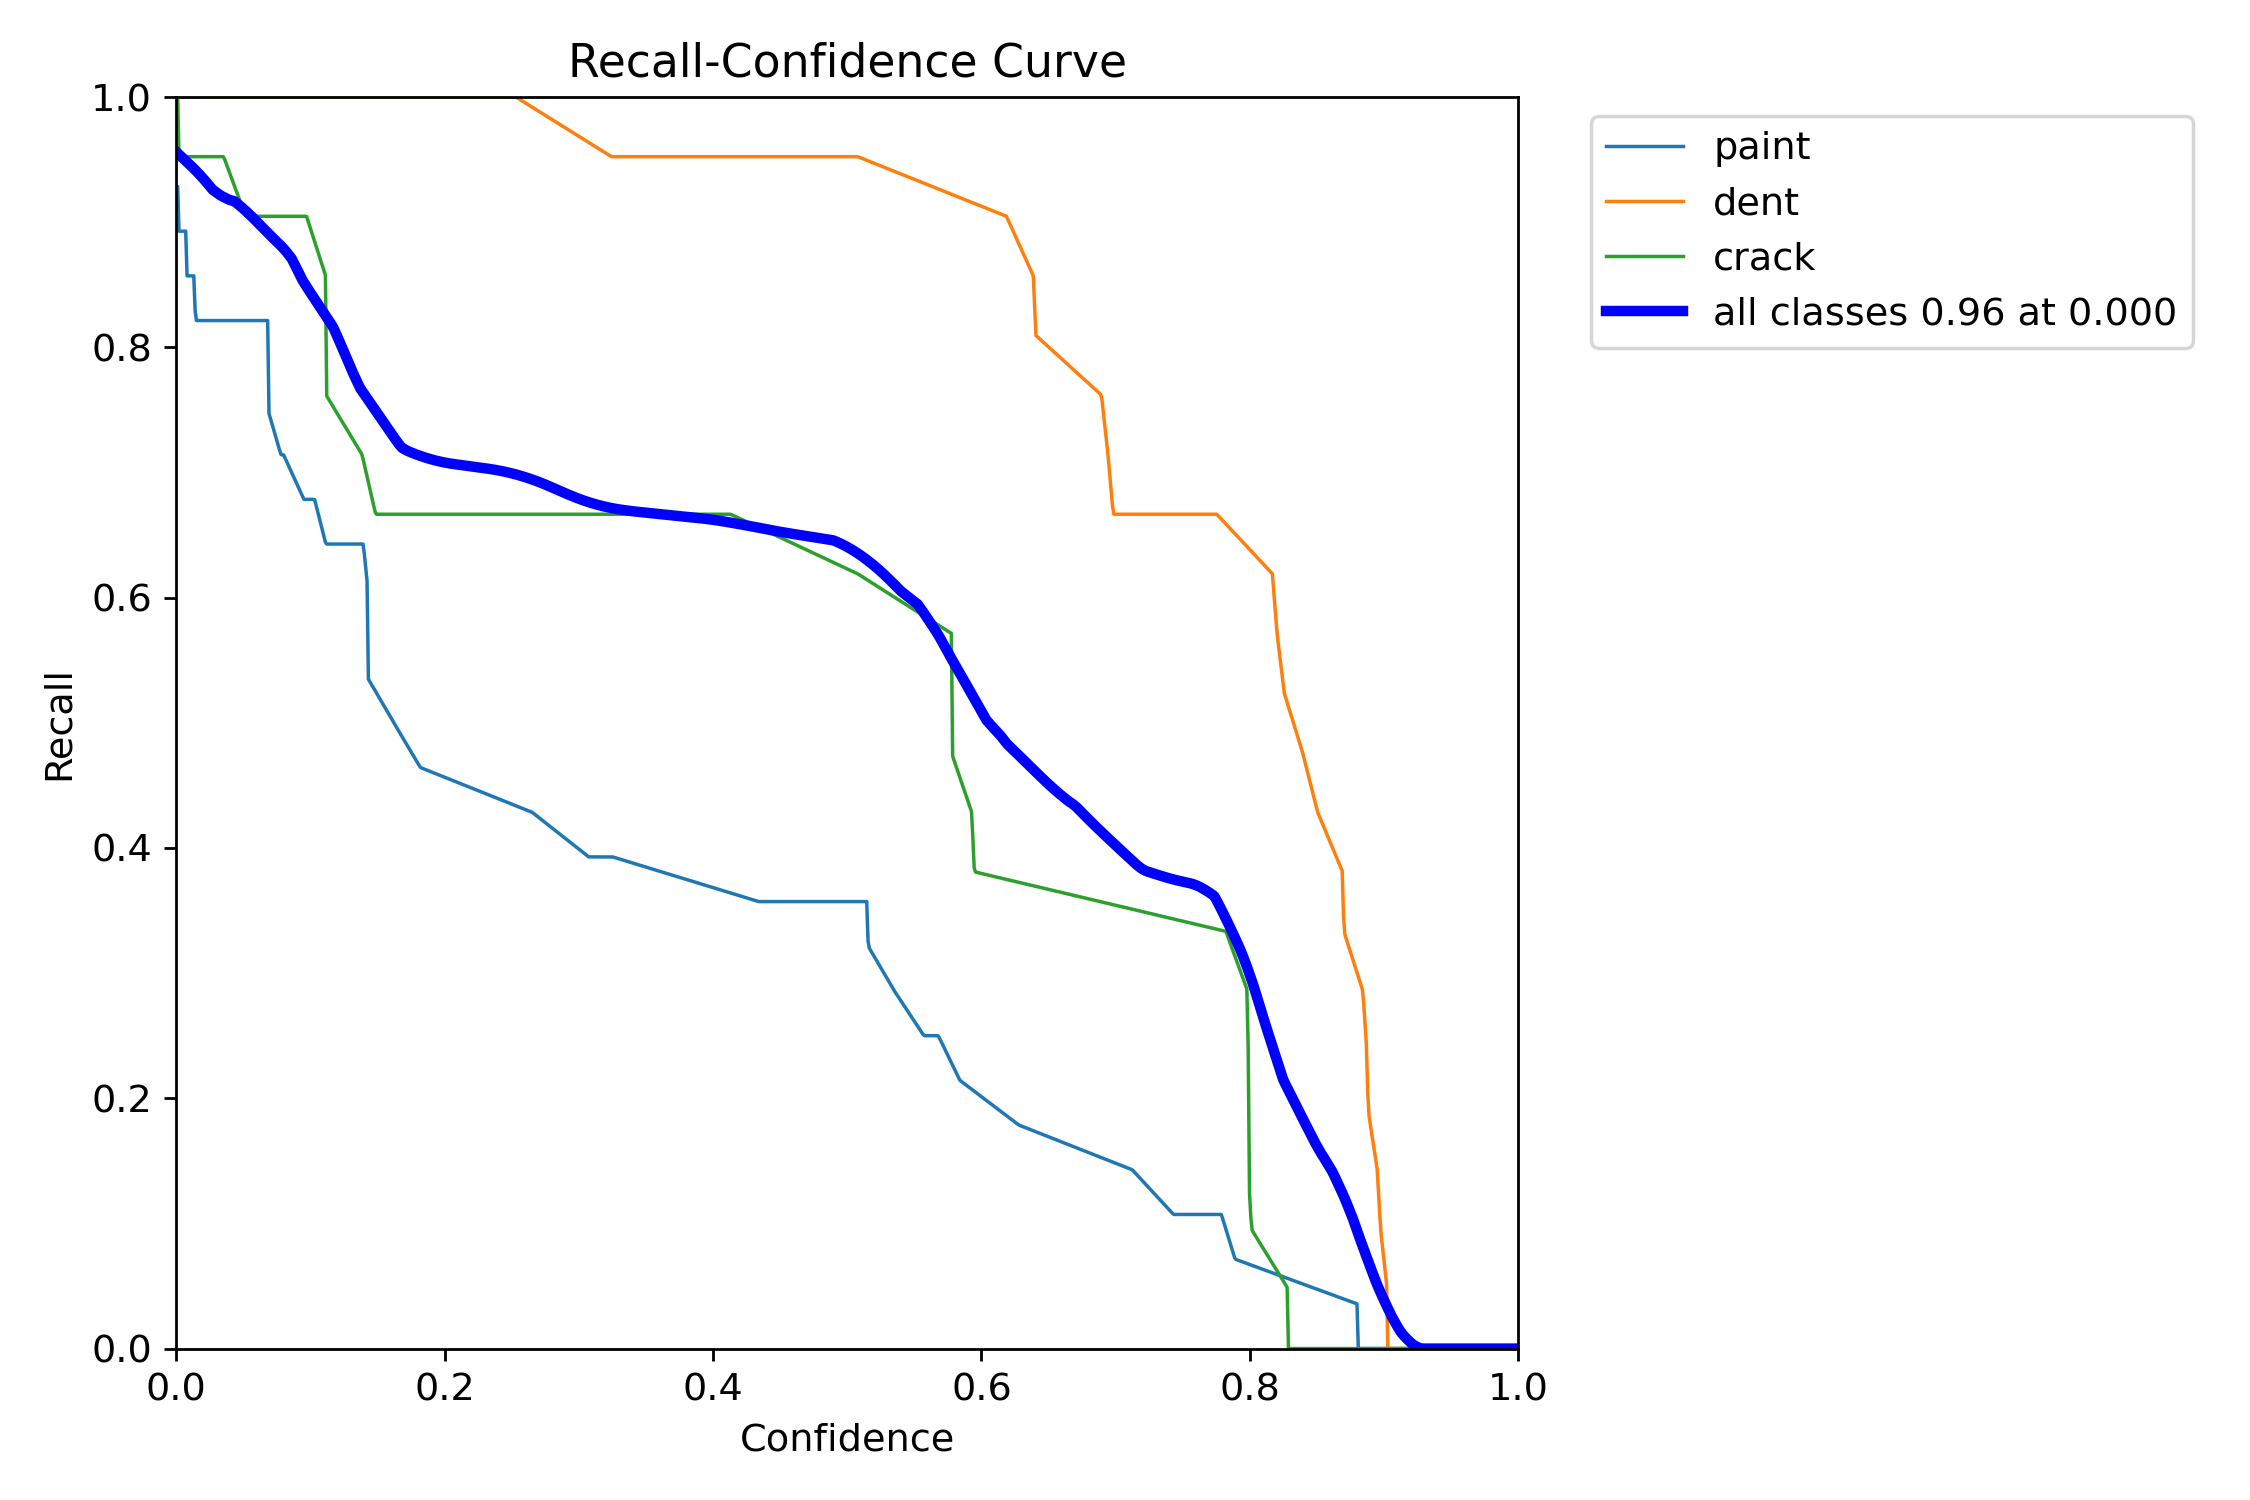 Recall-Confidence Curve
1.0
0.8
0.6
0.4
0.2
0.0
Recall
0.0 0.2 0.4 0.6 0.8 1.0
Confidence
paint
dent
crack
all classes 0.96 at 0.000